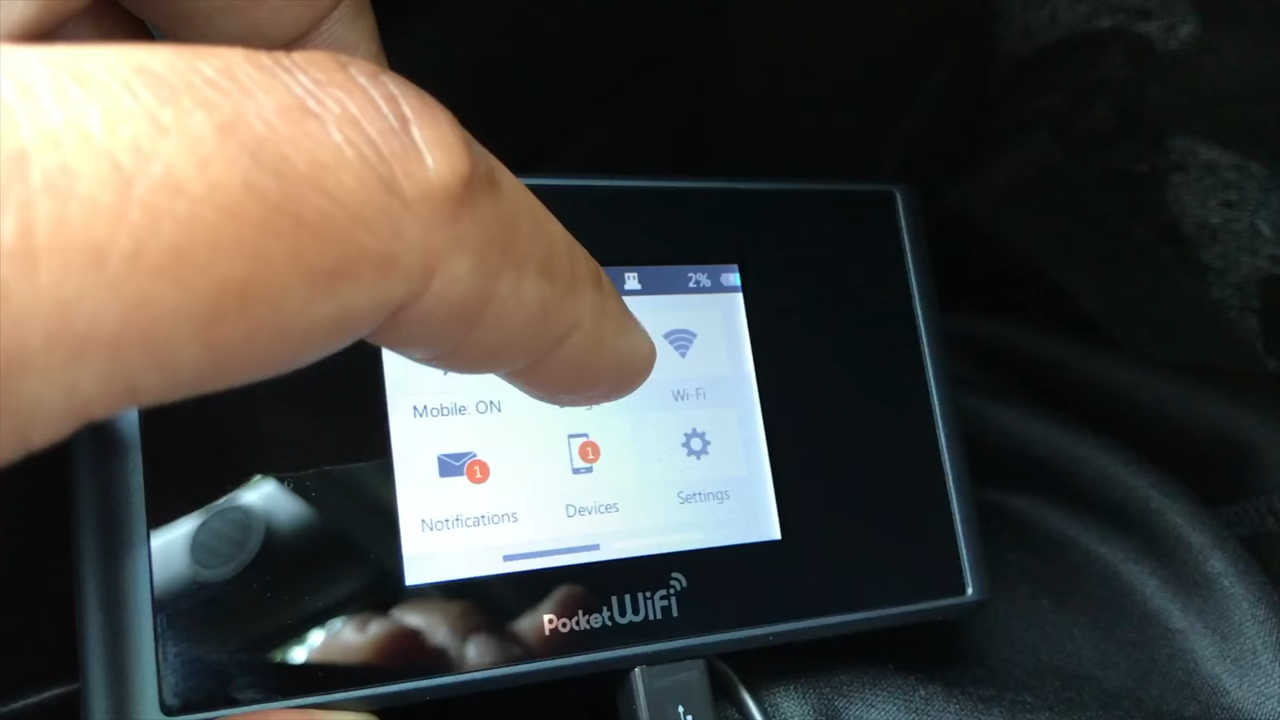 2%
Wi-Fi
Mobile: ON
1
1
Notifications
Devices
Settings
PocketWiFi